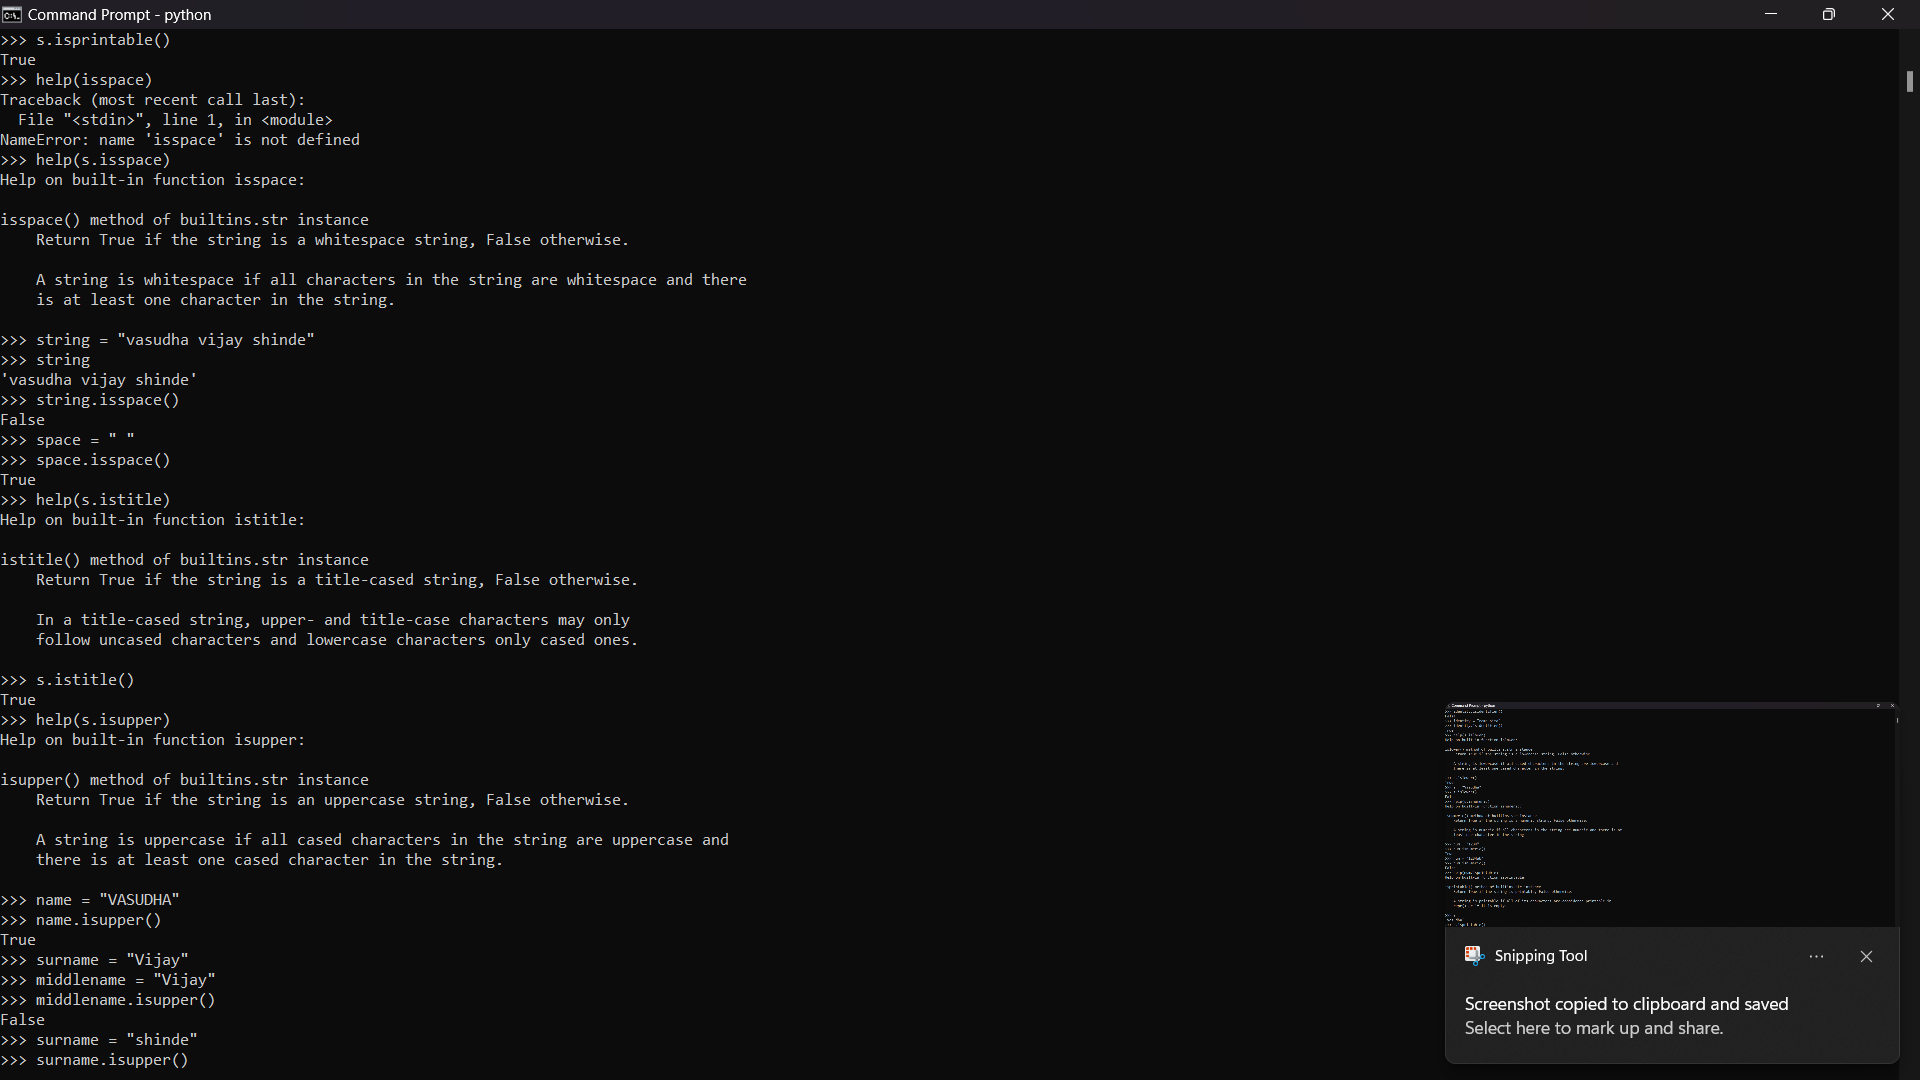 Command Prompt - python
>>> s.isprintable()
True
>>> help(isspace)
Traceback (most recent call last):
  File "<stdin>", line 1, in <module>
NameError: name 'isspace' is not defined
>>> help(s.isspace)
Help on built-in function isspace:

isspace() method of builtins.str instance
    Return True if the string is a whitespace string, False otherwise.

    A string is whitespace if all characters in the string are whitespace and there
    is at least one character in the string.

>>> string = "vasudha vijay shinde"
>>> string
'vasudha vijay shinde'
>>> string.isspace()
False
>>> space = " "
>>> space.isspace()
True
>>> help(s.istitle)
Help on built-in function istitle:

istitle() method of builtins.str instance
    Return True if the string is a title-cased string, False otherwise.

    In a title-cased string, upper- and title-case characters may only
    follow uncased characters and lowercase characters only cased ones.

>>> s.istitle()
True
>>> help(s.isupper)
Help on built-in function isupper:

isupper() method of builtins.str instance
    Return True if the string is an uppercase string, False otherwise.

    A string is uppercase if all cased characters in the string are uppercase and
    there is at least one cased character in the string.

>>> name = "VASUDHA"
>>> name.isupper()
True
>>> surname = "Vijay"
>>> middlename = "Vijay"
>>> middlename.isupper()
False
>>> surname = "shinde"
>>> surname.isupper()
Snipping Tool
Screenshot copied to clipboard and saved
Select here to mark up and share.